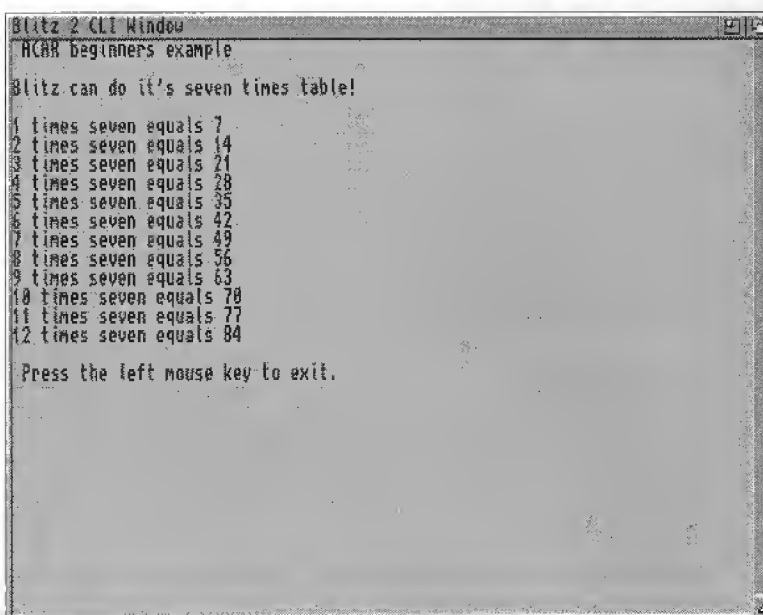 Blitz 2 CLI Window
ACAR beginners example
Blitz can do it's seven times table!
1 times seven equals 7
2 times seven equals 14
3 times seven equals 21
4 times seven equals 28
5 times seven equals 35
6 times seven equals 42
7 times seven equals 49
8 times seven equals 56
9 times seven equals 63
10 times seven equals 70
11 times seven equals 77
12 times seven equals 84
Press the left mouse key to exit.